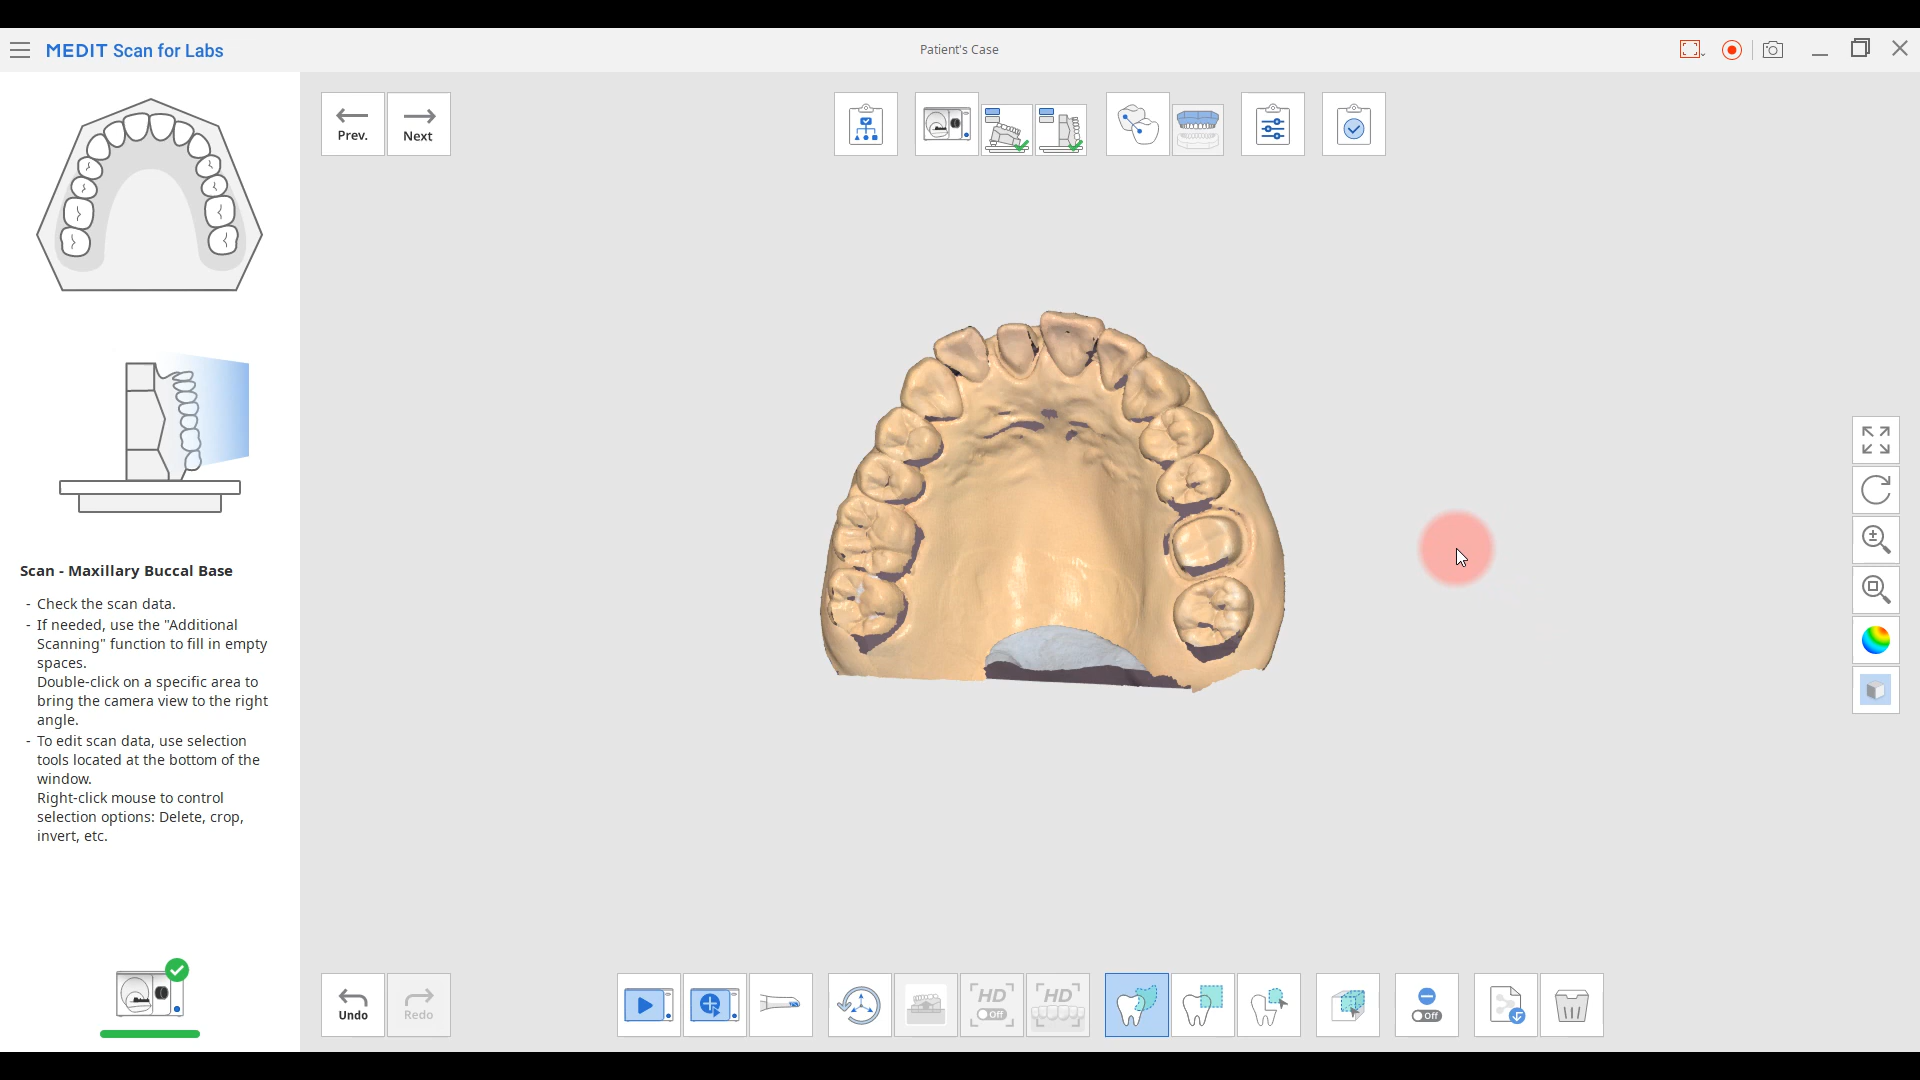 MEDIT Scan for Labs
Patient's Case
Prev.
Next
Scan - Maxillary Buccal Base
- Check the scan data.
- If needed, use the "Additional
Scanning" function to fill in empty
spaces.
Double-click on a specific area to
bring the camera view to the right
angle.
- To edit scan data, use selection
tools located at the bottom of the
window.
Right-click mouse to control
selection options: Delete, crop,
invert, etc.
Undo
Redo
HD
Off
HD
Off